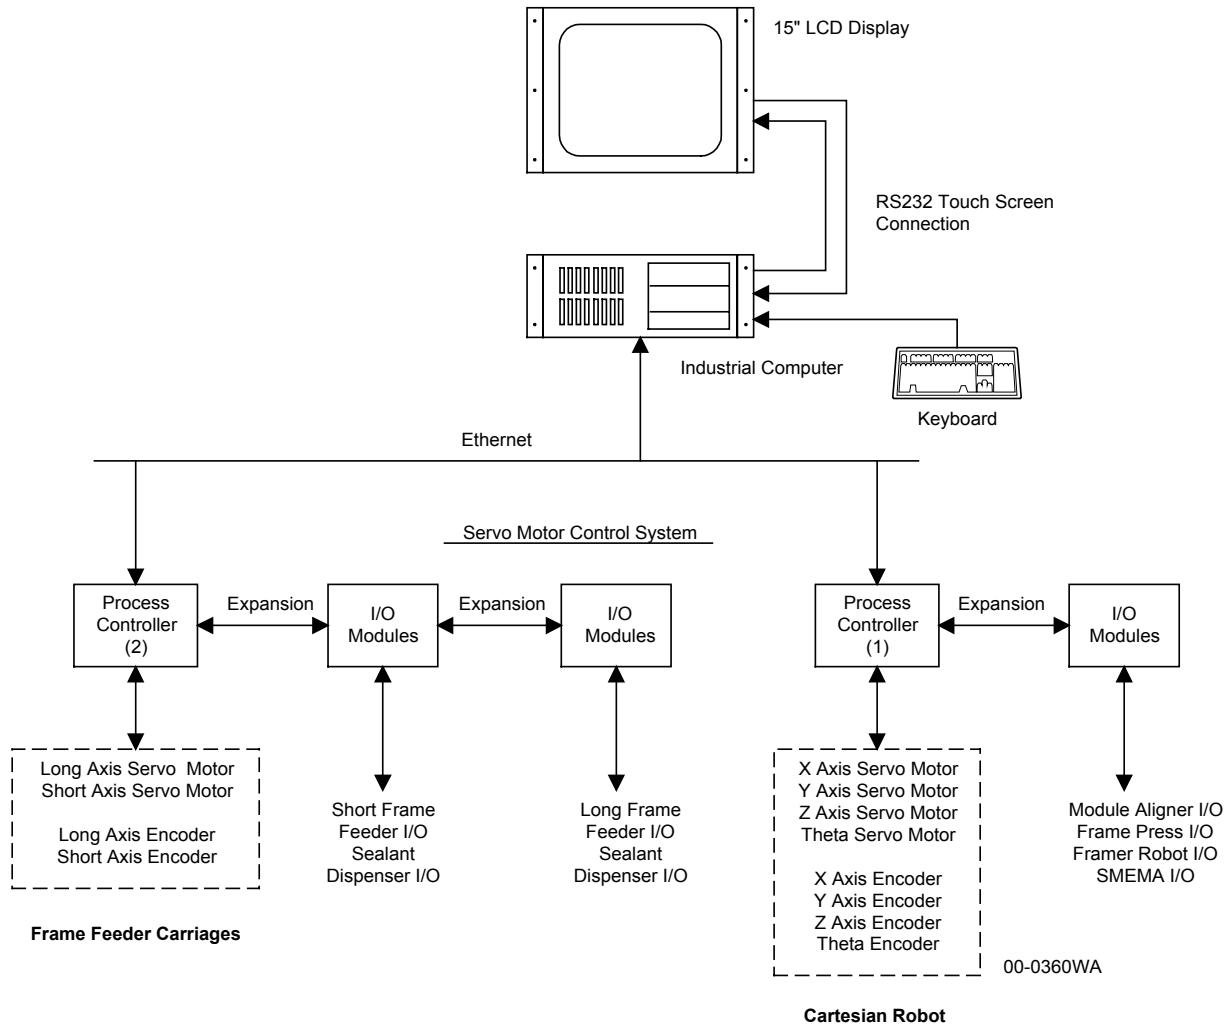 15" LCD Display
RS232 Touch Screen
Connection
Industrial Computer
Keyboard
Ethernet
Servo Motor Control System
Process
Controller
(2)
Expansion
I/O
Modules
Expansion
I/O
Modules
Process
Controller
(1)
Expansion
I/O
Modules
Long Axis Servo Motor
Short Axis Servo Motor
Long Axis Encoder
Short Axis Encoder
Frame Feeder Carriages
Short Frame
Feeder I/O
Sealant
Dispenser I/O
Long Frame
Feeder I/O
Sealant
Dispenser I/O
X Axis Servo Motor
Y Axis Servo Motor
Z Axis Servo Motor
Theta Servo Motor
X Axis Encoder
Y Axis Encoder
Z Axis Encoder
Theta Encoder
Module Aligner I/O
Frame Press I/O
Framer Robot I/O
SMEMA I/O
00-0360WA
Cartesian Robot